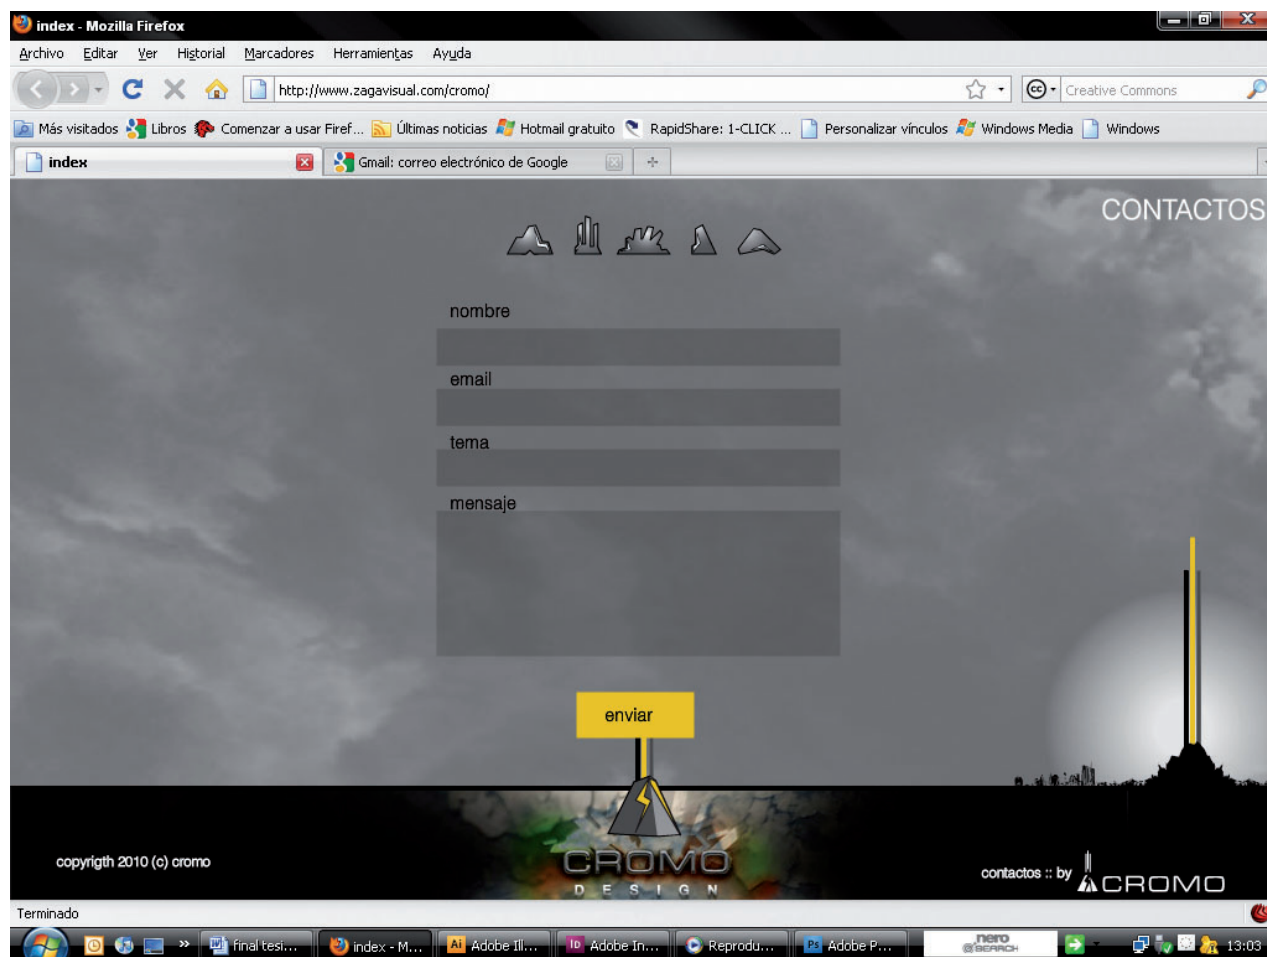 index - Mozilla Firefox
Archivo Editar Ver Historial Marcadores Herramientas Ayuda
http://www.zagavisual.com/cromo/
Creative Commons
Más visitados Libros Comenzar a usar Firef... Últimas noticias Hotmail gratuito RapidShare: 1-CLICK ... Personalizar vínculos Windows Media Windows
index Gmail: correo electrónico de Google
CONTACTOS
nombre
email
tema
mensaje
enviar
CROMO
DESIGN
copyrigth 2010 (c) cromo
contactos :: by CROMO
Terminado
final tesi... index - M... Adobe Ill... Adobe In... Reprodu... Adobe P... nero SEARCH 13:03